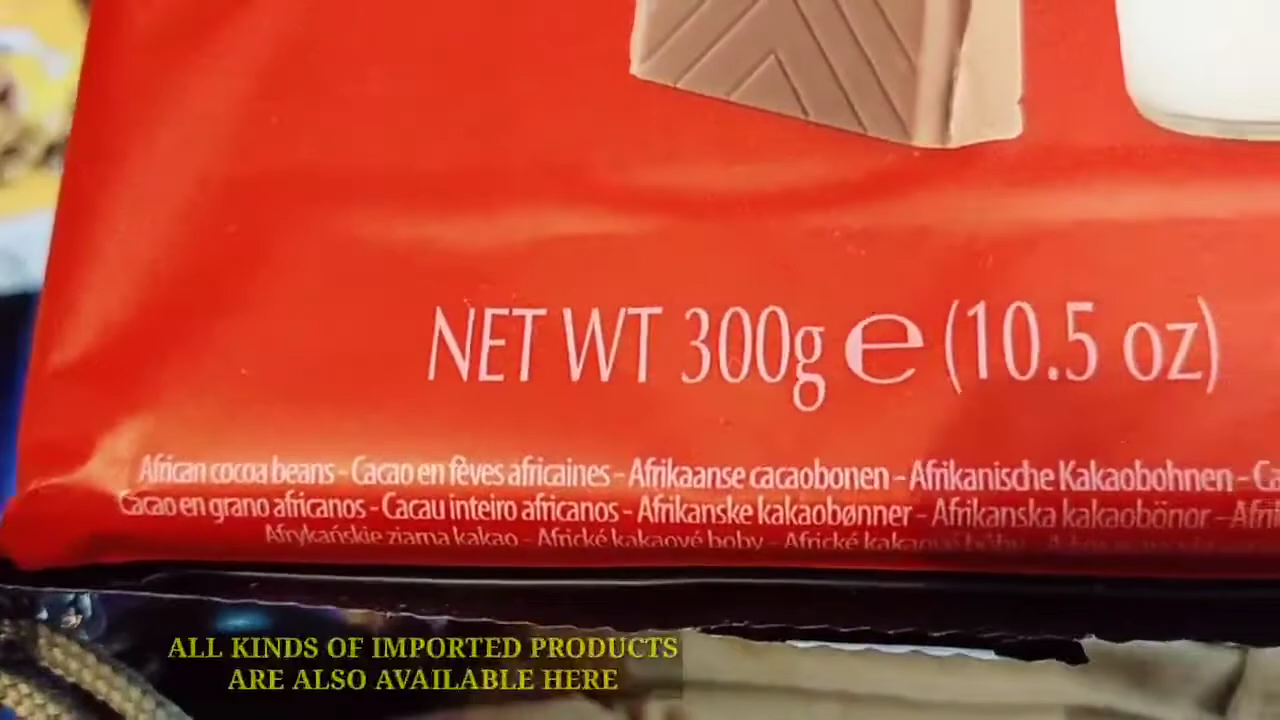 NET WT 300g ℮ (10.5 oz)
African cocoa beans - Cacao en fèves africaines - Afrikaanse cacaobonen - Afrikanische Kakaobohnen -
Cacao en grano africanos - Cacau inteiro africanos - Afrikanske kakaobønner - Afrikanska kakaobönor -
Afrykańskie ziarna kakao - Africké kakaové boby - Africké
ALL KINDS OF IMPORTED PRODUCTS
ARE ALSO AVAILABLE HERE